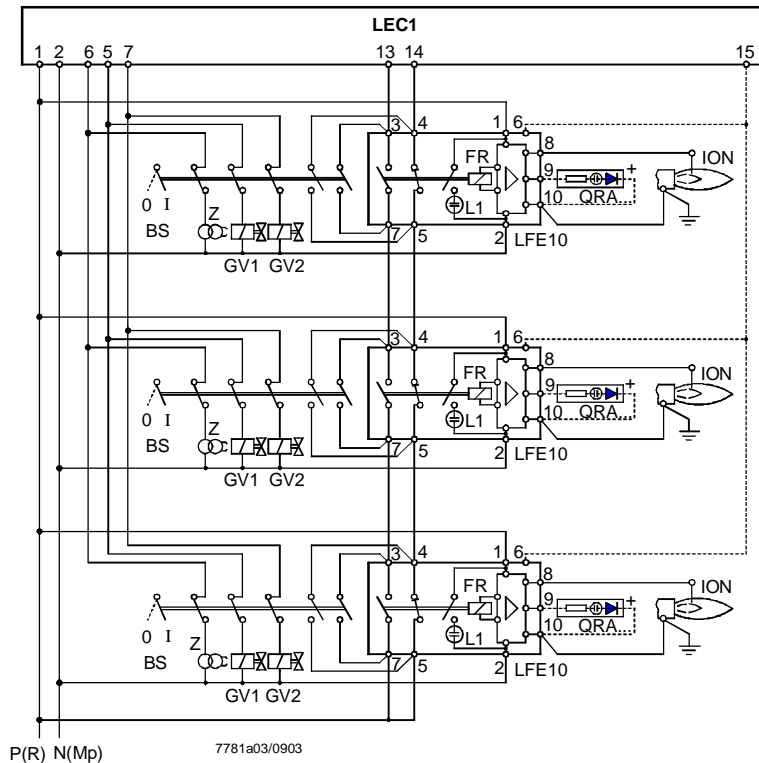 LEC1
1 2 6 5 7 13 14 15
3 4 1 6
8
ION
FR
9
+
QRA...
10
L1
0 I
BS
Z
GV1 GV2
7 5 2 LFE10
3 4 1 6
8
ION
FR
9
+
QRA...
10
L1
0 I
BS
Z
GV1 GV2
7 5 2 LFE10
3 4 1 6
8
ION
FR
9
+
QRA...
10
L1
0 I
BS
Z
GV1 GV2
7 5 2 LFE10
P(R) N(Mp)
7781a03/0903